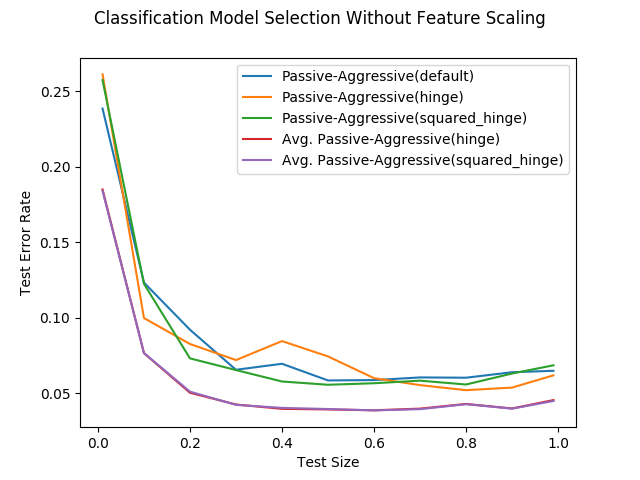 Classification Model Selection Without Feature Scaling
Passive-Aggressive(default)
Passive-Aggressive(hinge)
Passive-Aggressive(squared_hinge)
Avg. Passive-Aggressive(hinge)
Avg. Passive-Aggressive(squared_hinge)
Test Error Rate
0.25
0.20
0.15
0.10
0.05
0.0 0.2 0.4 0.6 0.8 1.0
Test Size